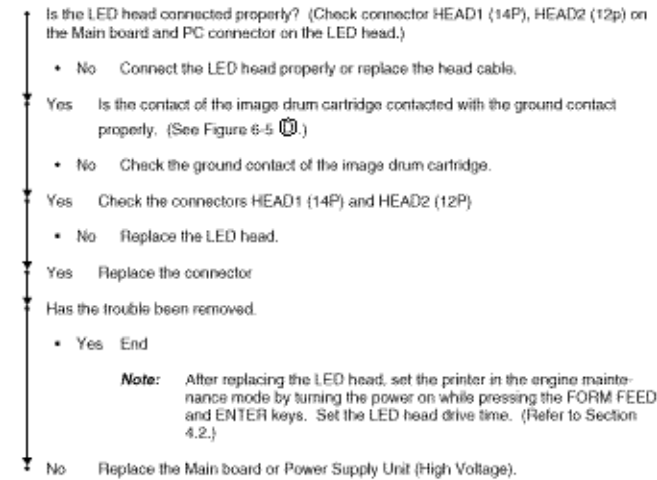 Is the LED head connected properly? (Check connector HEAD1 (14P), HEAD2 (12p) on
the Main board and PC connector on the LED head.)
• No Connect the LED head properly or replace the head cable.
Yes Is the contact of the image drum cartridge contacted with the ground contact
properly. (See Figure 6-5 .)
• No Check the ground contact of the image drum cartridge.
Yes Check the connectors HEAD1 (14P) and HEAD2 (12P)
• No Replace the LED head.
Yes Replace the connector
Has the trouble been removed.
• Yes End
Note: After replacing the LED head, set the printer in the engine mainte-
nance mode by turning the power on while pressing the FORM FEED
and ENTER keys. Set the LED head drive time. (Refer to Section
4.2.)
No Replace the Main board or Power Supply Unit (High Voltage).